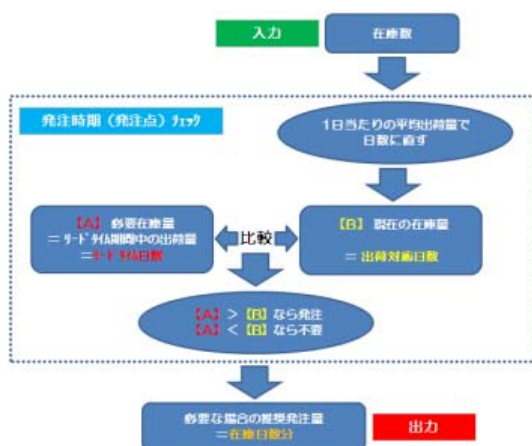 入力
在庫数
発注時期（発注点）チェック
1日当たりの平均出荷量で
日数に直す
【A】 必要在庫量
＝ リードタイム期間中の出荷量
＝リードタイム日数
比較
【B】 現在の在庫量
＝ 出荷対応日数
【A】 ＞ 【B】 なら発注
【A】 ＜ 【B】 なら不要
必要な場合の推奨発注量
＝在庫日数分
出力